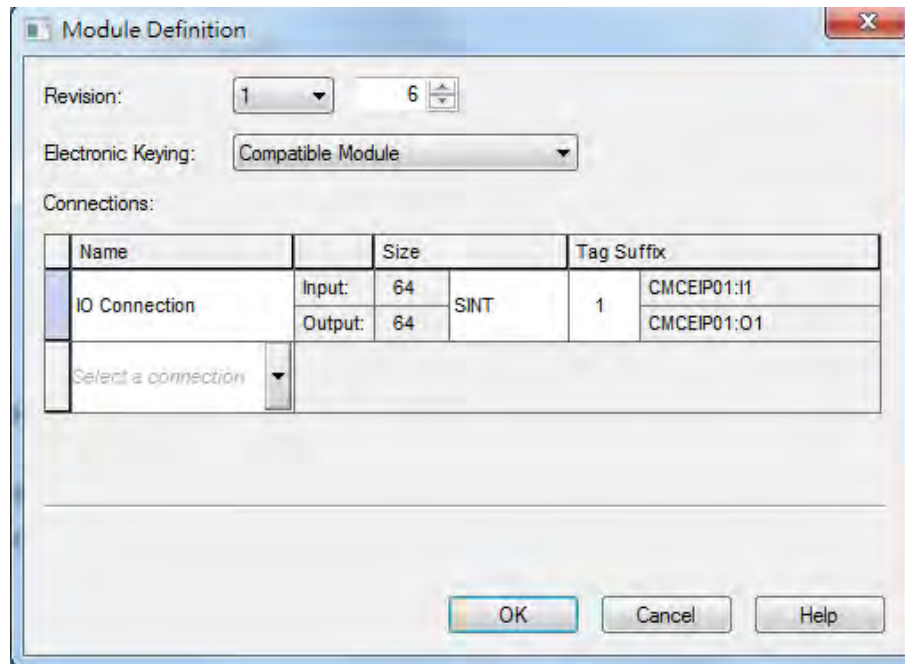 Module Definition
Revision: 1 6
Electronic Keying: Compatible Module
Connections:
Name Size Tag Suffix
IO Connection Input: 64 SINT 1 CMCEIP01:I1
Output: 64 CMCEIP01:O1
Select a connection
OK Cancel Help